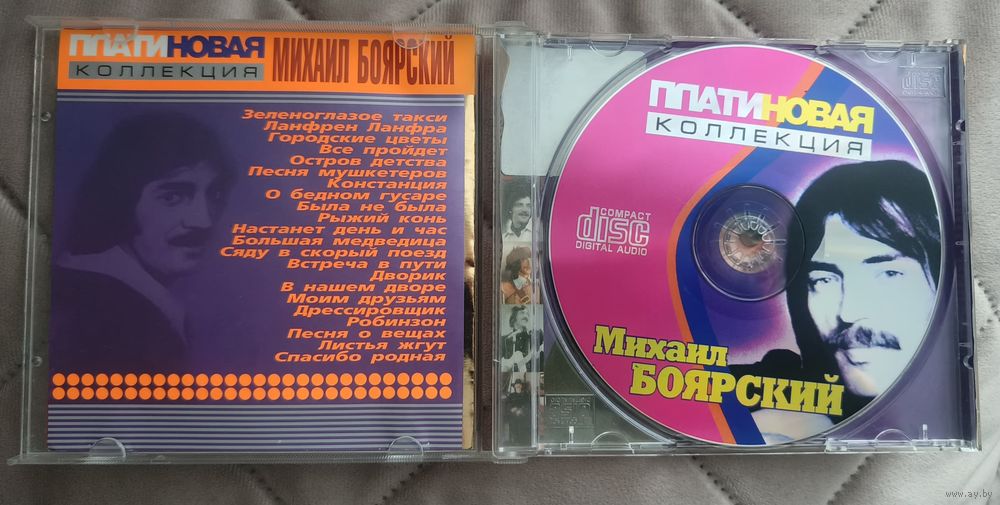 ПЛАТИНОВАЯ
КОЛЛЕКЦИЯ
МИХАИЛ БОЯРСКИЙ
Зеленоглазое такси
Ланфрен Ланфра
Городские цветы
Все пройдет
Остров детства
Песня мушкетеров
Констанция
О бедном гусаре
Была не была
Рыжий конь
Настанет день и час
Большая медведица
Сяду в скорый поезд
Встреча в пути
Дворик
В нашем дворе
Моим друзьям
Дрессировщик
Робинзон
Песня о вещах
Листья жгут
Спасибо родная
ПЛАТИНОВАЯ
КОЛЛЕКЦИЯ
COMPACT
disc
DIGITAL AUDIO
Михаил
БОЯРСКИЙ
www.ay.by